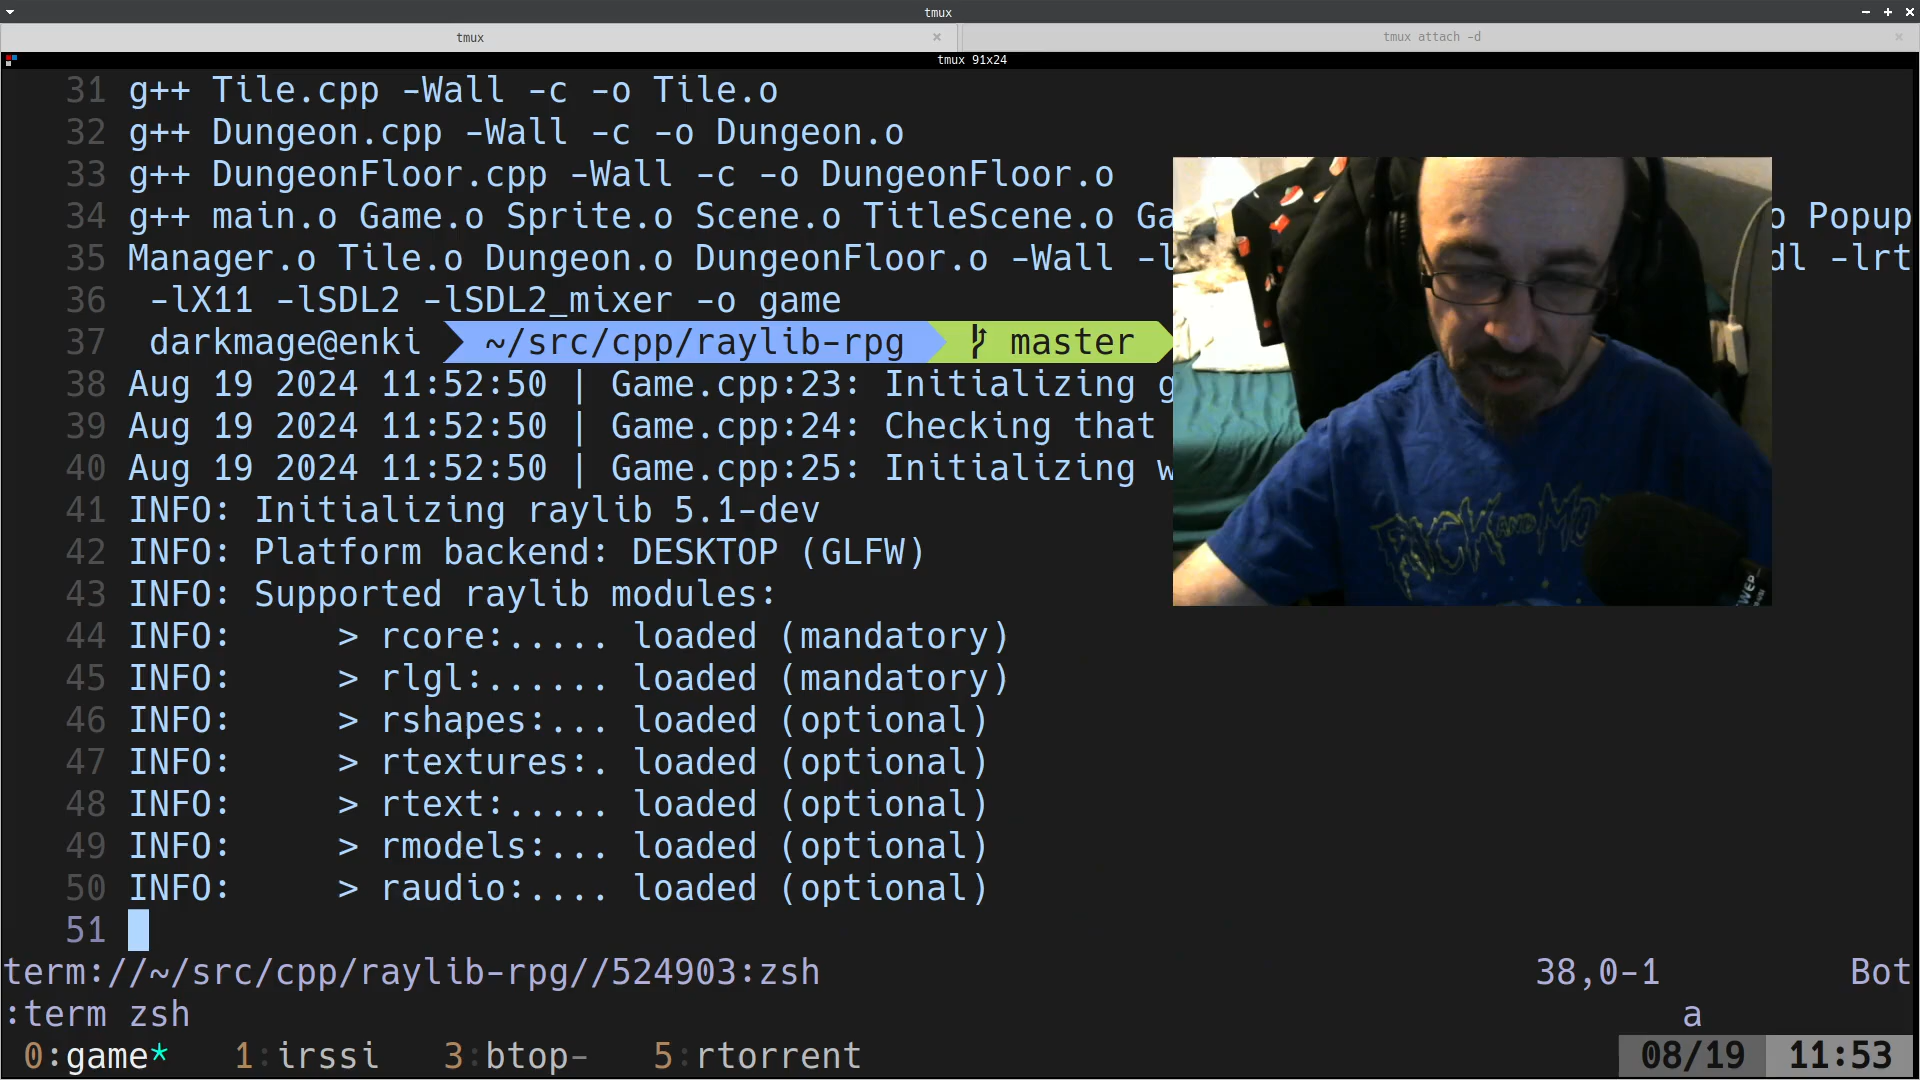 tmux
tmux
tmux attach -d
tmux 91x24
31 g++ Tile.cpp -Wall -c -o Tile.o
32 g++ Dungeon.cpp -Wall -c -o Dungeon.o
33 g++ DungeonFloor.cpp -Wall -c -o DungeonFloor.o
34 g++ main.o Game.o Sprite.o Scene.o TitleScene.o Ga o Popup
35 Manager.o Tile.o Dungeon.o DungeonFloor.o -Wall -l dl -lrt
36  -lX11 -lSDL2 -lSDL2_mixer -o game
37  darkmage@enki ~/src/cpp/raylib-rpg master
38 Aug 19 2024 11:52:50 | Game.cpp:23: Initializing g
39 Aug 19 2024 11:52:50 | Game.cpp:24: Checking that
40 Aug 19 2024 11:52:50 | Game.cpp:25: Initializing w
41 INFO: Initializing raylib 5.1-dev
42 INFO: Platform backend: DESKTOP (GLFW)
43 INFO: Supported raylib modules:
44 INFO:     > rcore:..... loaded (mandatory)
45 INFO:     > rlgl:...... loaded (mandatory)
46 INFO:     > rshapes:... loaded (optional)
47 INFO:     > rtextures:. loaded (optional)
48 INFO:     > rtext:..... loaded (optional)
49 INFO:     > rmodels:... loaded (optional)
50 INFO:     > raudio:.... loaded (optional)
51
term://~/src/cpp/raylib-rpg//524903:zsh 38,0-1 Bot
:term zsh a
0:game* 1:irssi 3:btop- 5:rtorrent 08/19 11:53
RICK AND MO